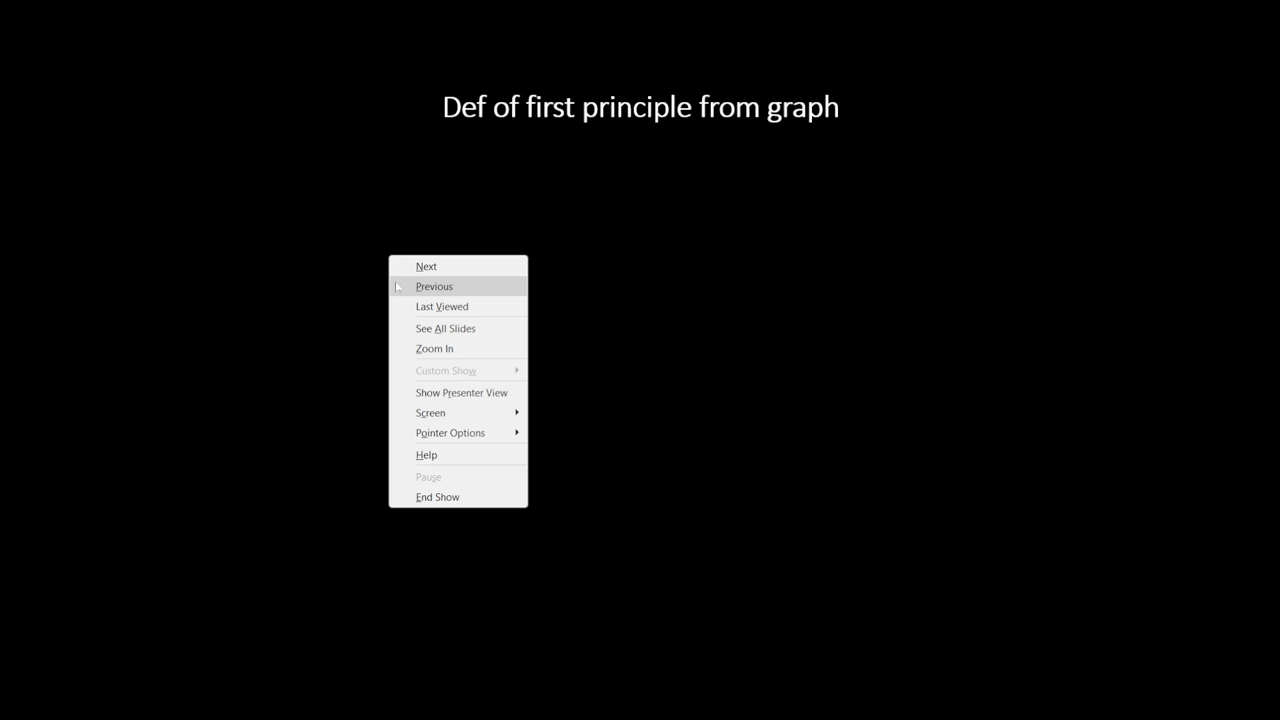 Def of first principle from graph
Next
Previous
Last Viewed
See All Slides
Zoom In
Custom Show
Show Presenter View
Screen
Pointer Options
Help
Pause
End Show